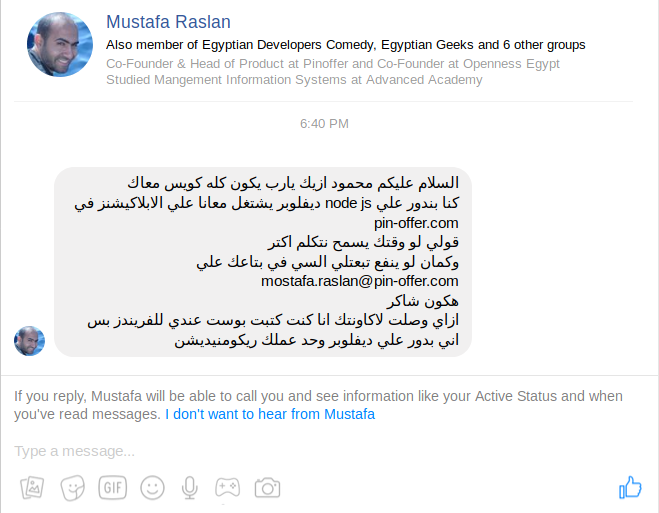 Mustafa Raslan
Also member of Egyptian Developers Comedy, Egyptian Geeks and 6 other groups
Co-Founder & Head of Product at Pinoffer and Co-Founder at Openness Egypt
Studied Mangement Information Systems at Advanced Academy
6:40 PM
السلام عليكم محمود ازيك يارب يكون كله كويس معاك
كنا بندور علي node js ديفلوبر يشتغل معانا علي الابلاكيشنز في
pin-offer.com
قولي لو وقتك يسمح نتكلم اكتر
وكمان لو ينفع تبعتلي السي في بتاعك علي
mostafa.raslan@pin-offer.com
هكون شاكر
ازاي وصلت لاكاونتك انا كنت كتبت بوست عندي للفريندز بس
اني بدور علي ديفلوبر وحد عملك ريكومنيديشن
If you reply, Mustafa will be able to call you and see information like your Active Status and when
you've read messages. I don't want to hear from Mustafa
Type a message...
GIF